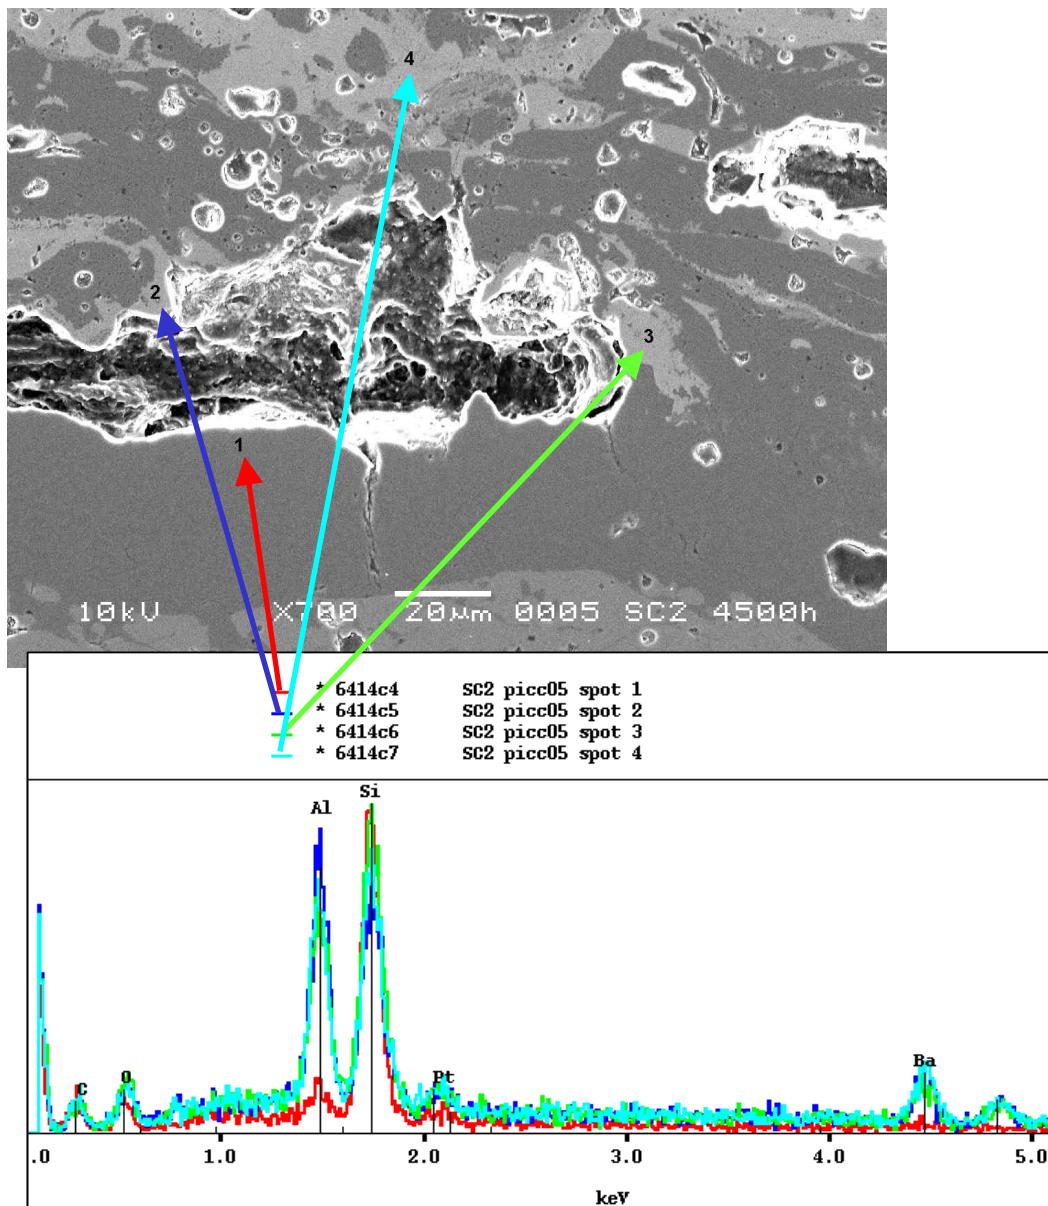 4
2
3
1
10kV X700 20μm 0005 SC2 4500h
* 6414c4 SC2 picc05 spot 1
* 6414c5 SC2 picc05 spot 2
* 6414c6 SC2 picc05 spot 3
* 6414c7 SC2 picc05 spot 4
Si
Al
Ba
C O Pt
.0 1.0 2.0 3.0 4.0 5.0
keV